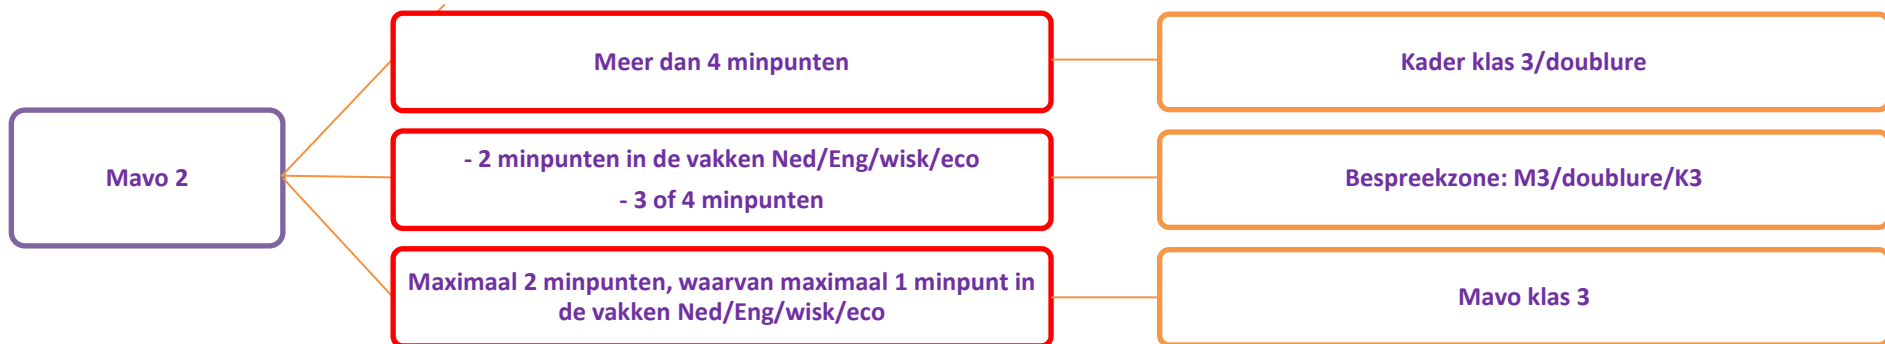 Mavo 2
Meer dan 4 minpunten
Kader klas 3/doublure
- 2 minpunten in de vakken Ned/Eng/wisk/eco
- 3 of 4 minpunten
Bespreekzone: M3/doublure/K3
Maximaal 2 minpunten, waarvan maximaal 1 minpunt in
de vakken Ned/Eng/wisk/eco
Mavo klas 3